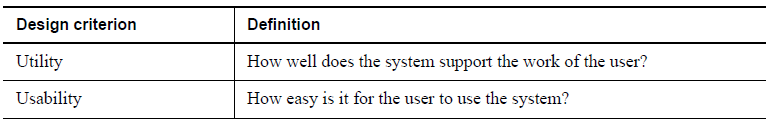 Design criterion Definition
Utility How well does the system support the work of the user?
Usability How easy is it for the user to use the system?